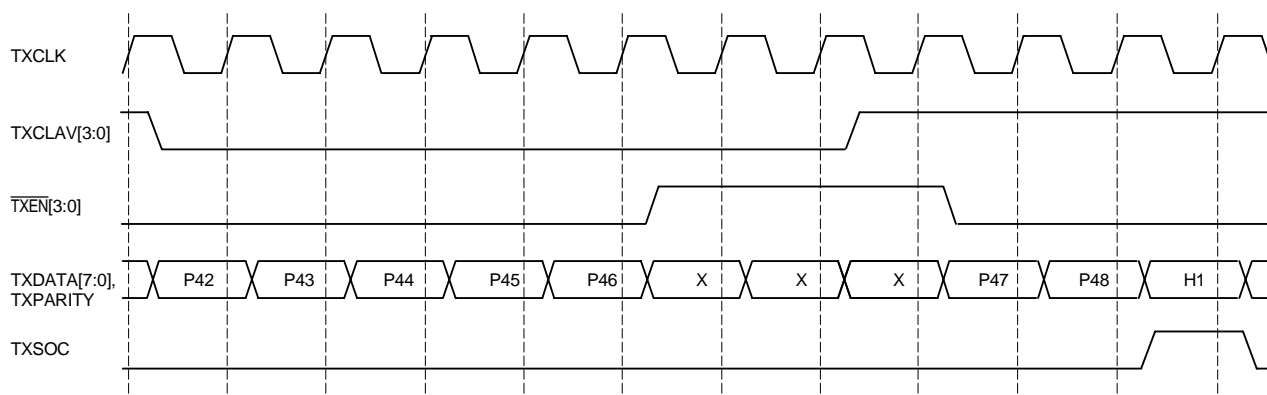 TXCLK
TXCLAV[3:0]
TXEN[3:0]
TXDATA[7:0],
TXPARITY
P42 P43 P44 P45 P46 X X X P47 P48 H1
TXSOC